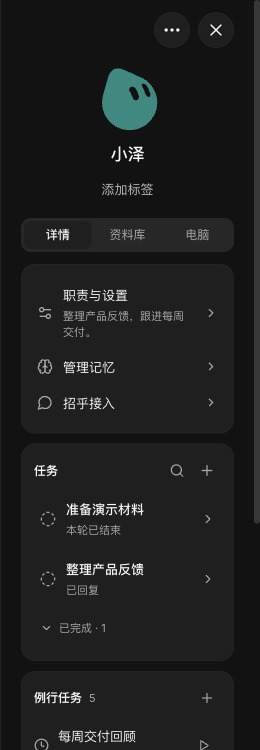 小泽
添加标签
详情
资料库
电脑
职责与设置
整理产品反馈，跟进每周
交付。
管理记忆
招乎接入
任务
准备演示材料
本轮已结束
整理产品反馈
已回复
已完成 · 1
例行任务 5
每周交付回顾